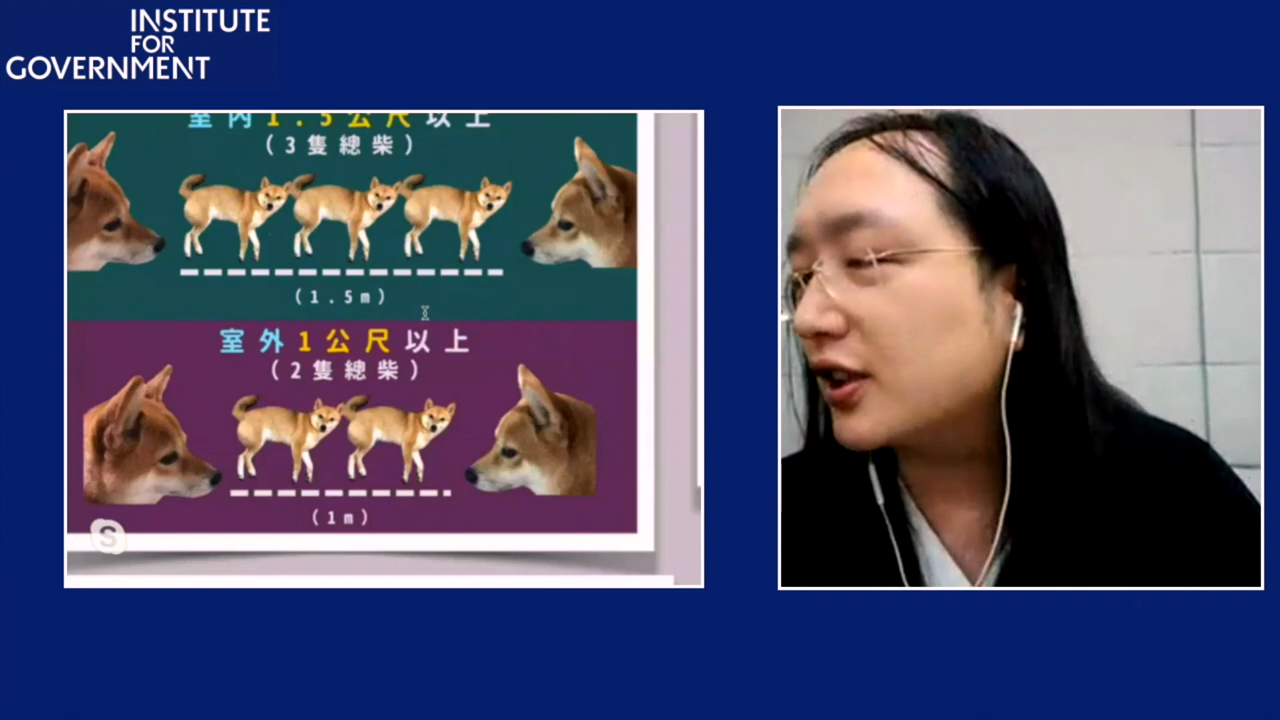 INSTITUTE
FOR
GOVERNMENT
室內1.5公尺以上
(3隻總柴)
(1.5m)
室外1公尺以上
(2隻總柴)
(1m)
S